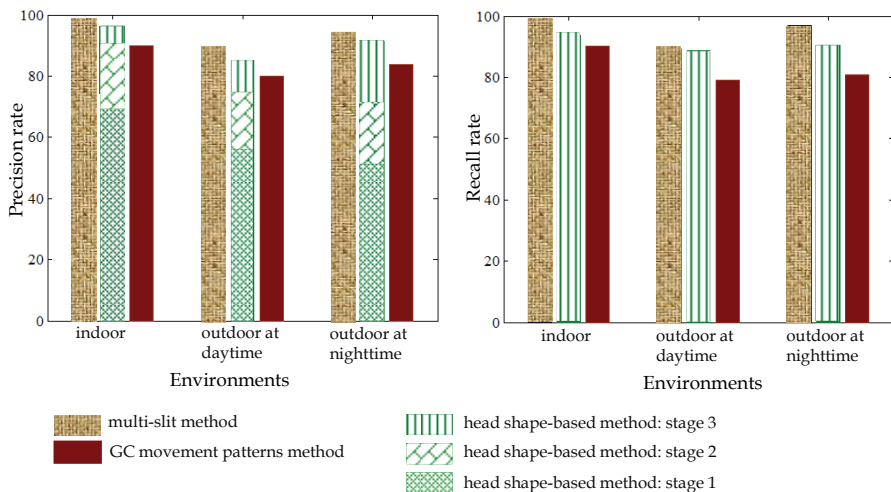 100
80
60
40
20
0
Precision rate
indoor
outdoor at
daytime
outdoor at
nighttime
Environments
100
80
60
40
20
0
Recall rate
indoor
outdoor at
daytime
outdoor at
nighttime
Environments
multi-slit method
GC movement patterns method
head shape-based method: stage 3
head shape-based method: stage 2
head shape-based method: stage 1